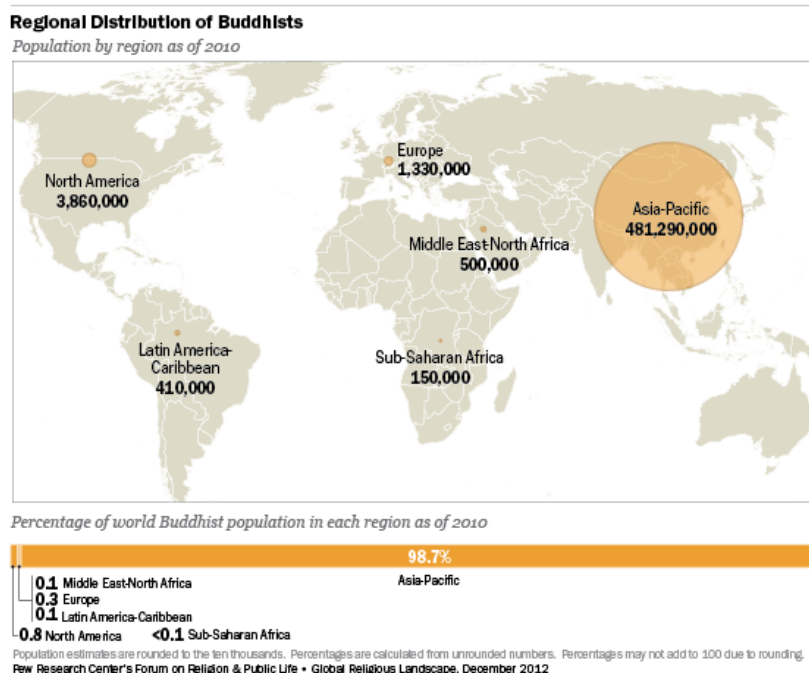 Regional Distribution of Buddhists
Population by region as of 2010
North America
3,860,000
Europe
1,330,000
Asia-Pacific
481,290,000
Middle East-North Africa
500,000
Latin America-
Caribbean
410,000
Sub-Saharan Africa
150,000
Percentage of world Buddhist population in each region as of 2010
98.7%
Asia-Pacific
0.1 Middle East-North Africa
0.3 Europe
0.1 Latin America-Caribbean
0.8 North America <0.1 Sub-Saharan Africa
Population estimates are rounded to the ten thousands. Percentages are calculated from unrounded numbers. Percentages may not add to 100 due to rounding.
Pew Research Center's Forum on Religion & Public Life • Global Religious Landscape, December 2012